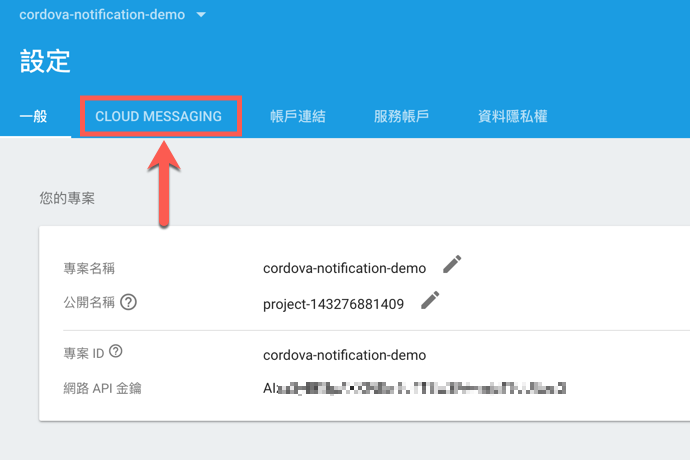 cordova-notification-demo
設定
一般 CLOUD MESSAGING 帳戶連結 服務帳戶 資料隱私權
您的專案
專案名稱 cordova-notification-demo
公開名稱 project-143276881409
專案 ID cordova-notification-demo
網路 API 金鑰